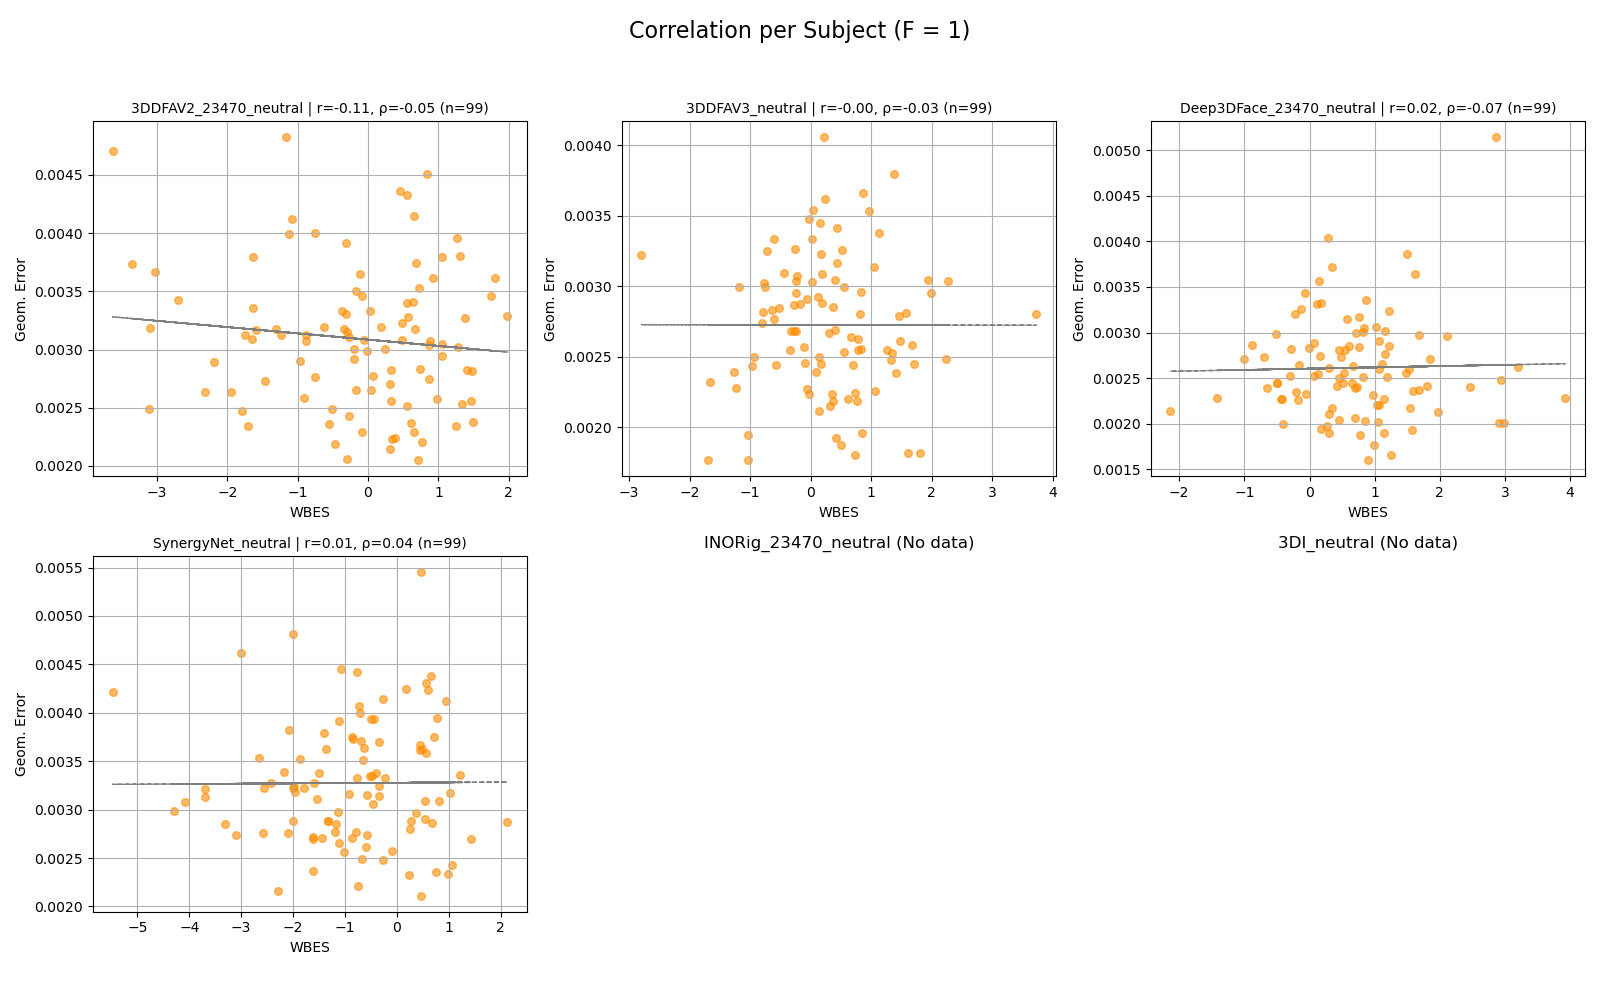 Correlation per Subject (F = 1)
3DDFAV2_23470_neutral | r=-0.11, ρ=-0.05 (n=99)
Geom. Error
0.0045
0.0040
0.0035
0.0030
0.0025
0.0020
−3 −2 −1 0 1 2
WBES
3DDFAV3_neutral | r=-0.00, ρ=-0.03 (n=99)
Geom. Error
0.0040
0.0035
0.0030
0.0025
0.0020
−3 −2 −1 0 1 2 3 4
WBES
Deep3DFace_23470_neutral | r=0.02, ρ=-0.07 (n=99)
Geom. Error
0.0050
0.0045
0.0040
0.0035
0.0030
0.0025
0.0020
0.0015
−2 −1 0 1 2 3 4
WBES
SynergyNet_neutral | r=0.01, ρ=0.04 (n=99)
Geom. Error
0.0055
0.0050
0.0045
0.0040
0.0035
0.0030
0.0025
0.0020
−5 −4 −3 −2 −1 0 1 2
WBES
INORig_23470_neutral (No data)
3DI_neutral (No data)